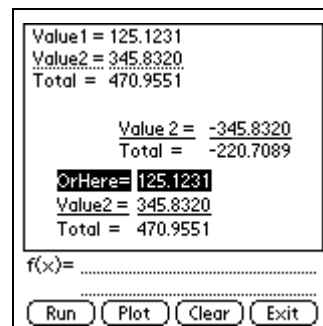 Value1 = 125.1231
Value2 = 345.8320
Total = 470.9551
Value 2 = -345.8320
Total = -220.7089
OrHere= 125.1231
Value2 = 345.8320
Total = 470.9551
f(x)=
Run Plot Clear Exit